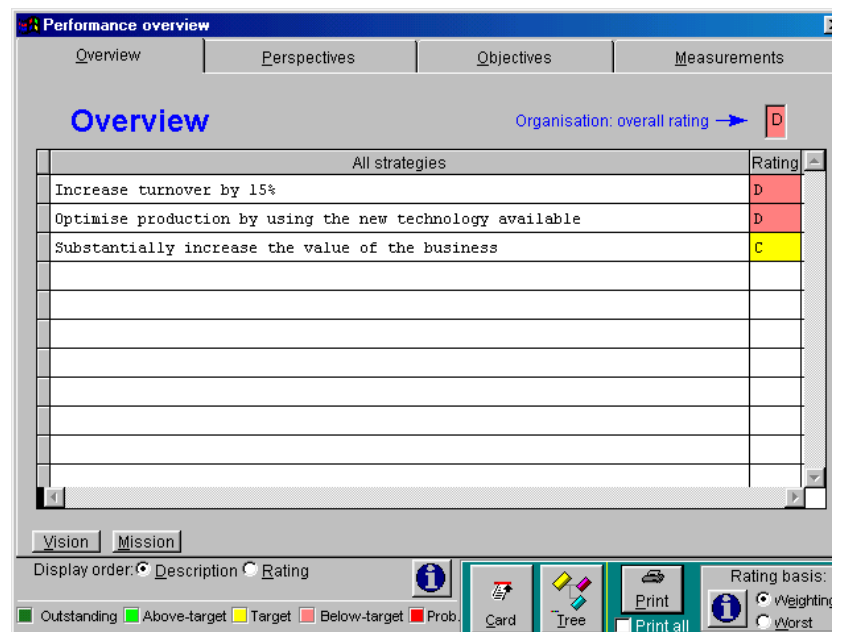 Performance overview
Overview Perspectives Objectives Measurements
Overview
Organisation: overall rating D
All strategies Rating
Increase turnover by 15% D
Optimise production by using the new technology available D
Substantially increase the value of the business C
Vision Mission
Display order: Description Rating
Outstanding Above-target Target Below-target Prob.
Card Tree
Print
Print all
Rating basis:
Weighting
Worst